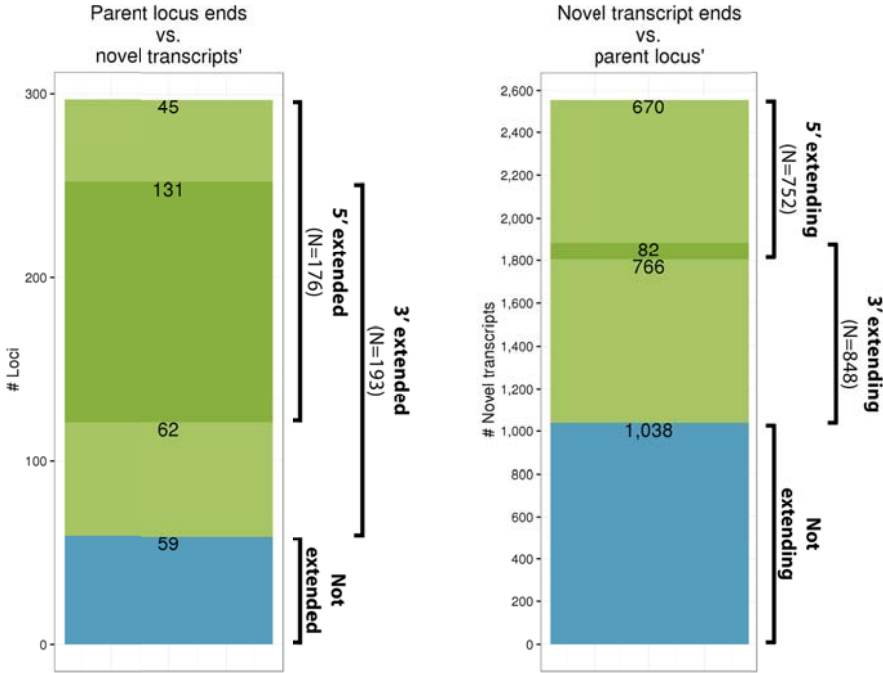 Parent locus ends
vs.
novel transcripts'
# Loci
300
200
100
0
45
131
62
59
5′ extended
(N=176)
3′ extended
(N=193)
Not
extended
Novel transcript ends
vs.
parent locus'
# Novel transcripts
2,600
2,400
2,200
2,000
1,800
1,600
1,400
1,200
1,000
800
600
400
200
0
670
82
766
1,038
5′ extending
(N=752)
3′ extending
(N=848)
Not
extending